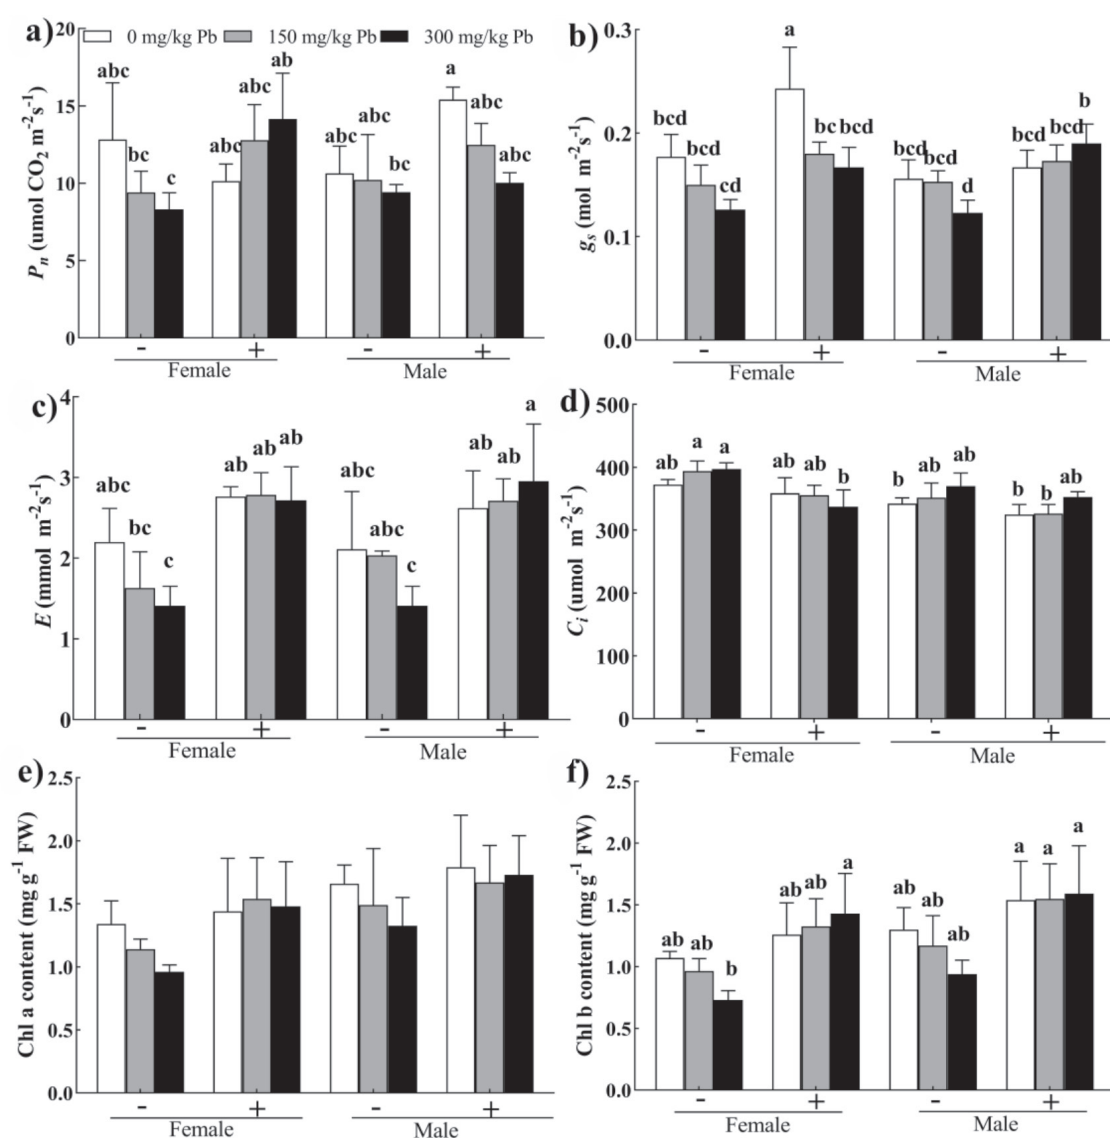 a)
20
0 mg/kg Pb 150 mg/kg Pb 300 mg/kg Pb
abc abc ab a
abc abc
15
bc c abc abc abc bc abc
10
5
0
Pn (umol CO2 m-2s-1)
- + - +
Female Male
b)
0.3
a
bcd bcd cd bc bcd bcd bcd d bcd bcd b
0.2
0.1
0.0
gs (mol m-2s-1)
- + - +
Female Male
c)
4
abc bc c ab ab ab abc abc c ab ab a
3
2
1
0
E (mmol m-2s-1)
- + - +
Female Male
d)
500
ab a a ab ab b b ab ab b b ab
400
300
200
100
0
Ci (umol m-2s-1)
- + - +
Female Male
e)
2.5
2.0
1.5
1.0
0.5
0.0
Chl a content (mg g-1 FW)
- + - +
Female Male
f)
2.5
2.0
ab ab b ab ab a ab ab ab a a a
1.5
1.0
0.5
0.0
Chl b content (mg g-1 FW)
- + - +
Female Male